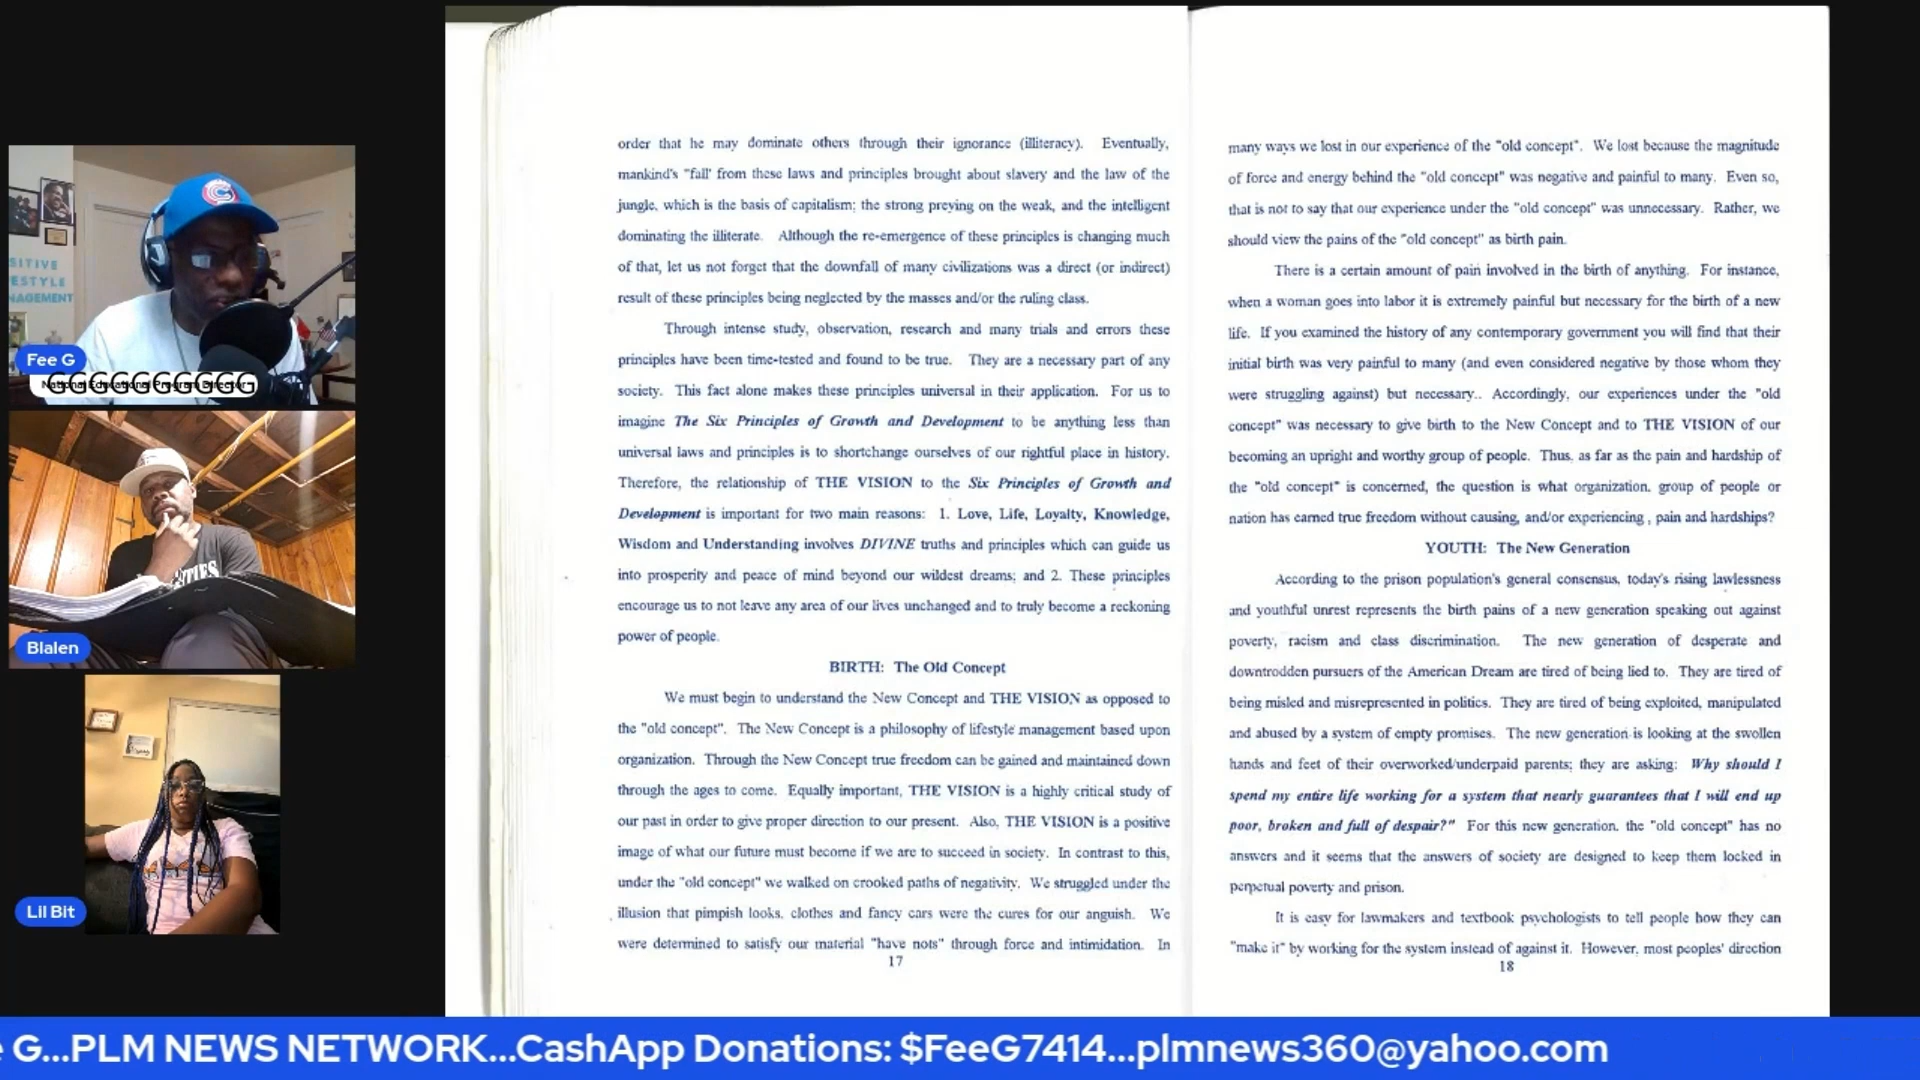 SITIVE
ESTYLE
NAGEMENT
Fee G
National Educational Program Director
GGGGGGGGGG
Blalen
Lil Bit
order that he may dominate others through their ignorance (illiteracy). Eventually,
mankind's "fall' from these laws and principles brought about slavery and the law of the
jungle, which is the basis of capitalism; the strong preying on the weak, and the intelligent
dominating the illiterate. Although the re-emergence of these principles is changing much
of that, let us not forget that the downfall of many civilizations was a direct (or indirect)
result of these principles being neglected by the masses and/or the ruling class.
Through intense study, observation, research and many trials and errors these
principles have been time-tested and found to be true. They are a necessary part of any
society. This fact alone makes these principles universal in their application. For us to
imagine The Six Principles of Growth and Development to be anything less than
universal laws and principles is to shortchange ourselves of our rightful place in history.
Therefore, the relationship of THE VISION to the Six Principles of Growth and
Development is important for two main reasons: 1. Love, Life, Loyalty, Knowledge,
Wisdom and Understanding involves DIVINE truths and principles which can guide us
into prosperity and peace of mind beyond our wildest dreams; and 2. These principles
encourage us to not leave any area of our lives unchanged and to truly become a reckoning
power of people.
BIRTH: The Old Concept
We must begin to understand the New Concept and THE VISION as opposed to
the "old concept". The New Concept is a philosophy of lifestyle management based upon
organization. Through the New Concept true freedom can be gained and maintained down
through the ages to come. Equally important, THE VISION is a highly critical study of
our past in order to give proper direction to our present. Also, THE VISION is a positive
image of what our future must become if we are to succeed in society. In contrast to this,
under the "old concept" we walked on crooked paths of negativity. We struggled under the
illusion that pimpish looks, clothes and fancy cars were the cures for our anguish. We
were determined to satisfy our material "have nots" through force and intimidation. In
17
many ways we lost in our experience of the "old concept". We lost because the magnitude
of force and energy behind the "old concept" was negative and painful to many. Even so,
that is not to say that our experience under the "old concept" was unnecessary. Rather, we
should view the pains of the "old concept" as birth pain.
There is a certain amount of pain involved in the birth of anything. For instance,
when a woman goes into labor it is extremely painful but necessary for the birth of a new
life. If you examined the history of any contemporary government you will find that their
initial birth was very painful to many (and even considered negative by those whom they
were struggling against) but necessary.. Accordingly, our experiences under the "old
concept" was necessary to give birth to the New Concept and to THE VISION of our
becoming an upright and worthy group of people. Thus, as far as the pain and hardship of
the "old concept" is concerned, the question is what organization, group of people or
nation has earned true freedom without causing, and/or experiencing , pain and hardships?
YOUTH: The New Generation
According to the prison population's general consensus, today's rising lawlessness
and youthful unrest represents the birth pains of a new generation speaking out against
poverty, racism and class discrimination. The new generation of desperate and
downtrodden pursuers of the American Dream are tired of being lied to. They are tired of
being misled and misrepresented in politics. They are tired of being exploited, manipulated
and abused by a system of empty promises. The new generation is looking at the swollen
hands and feet of their overworked/underpaid parents; they are asking: Why should I
spend my entire life working for a system that nearly guarantees that I will end up
poor, broken and full of despair?" For this new generation, the "old concept" has no
answers and it seems that the answers of society are designed to keep them locked in
perpetual poverty and prison.
It is easy for lawmakers and textbook psychologists to tell people how they can
"make it" by working for the system instead of against it. However, most peoples' direction
18
G...PLM NEWS NETWORK...CashApp Donations: $FeeG7414...plmnews360@yahoo.com